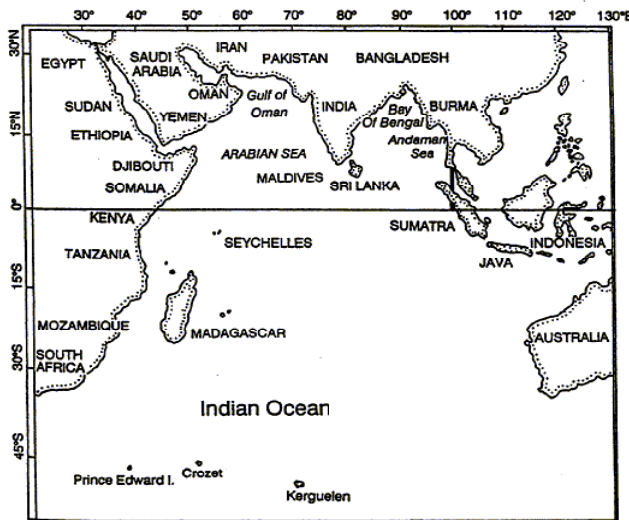 30° 40° 50° 60° 70° 80° 90° 100° 110° 120° 130°E
30°N
15°N
0°
15°S
30°S
45°S
EGYPT
SAUDI
ARABIA
IRAN
PAKISTAN
BANGLADESH
OMAN
Gulf of
Oman
INDIA
Bay
Of Bengal
BURMA
SUDAN
YEMEN
ETHIOPIA
Andaman
Sea
ARABIAN SEA
DJIBOUTI
MALDIVES
SRI LANKA
SOMALIA
KENYA
SUMATRA
SEYCHELLES
INDONESIA
TANZANIA
JAVA
MOZAMBIQUE
MADAGASCAR
AUSTRALIA
SOUTH
AFRICA
Indian Ocean
Prince Edward I.
Crozet
Kerguelen